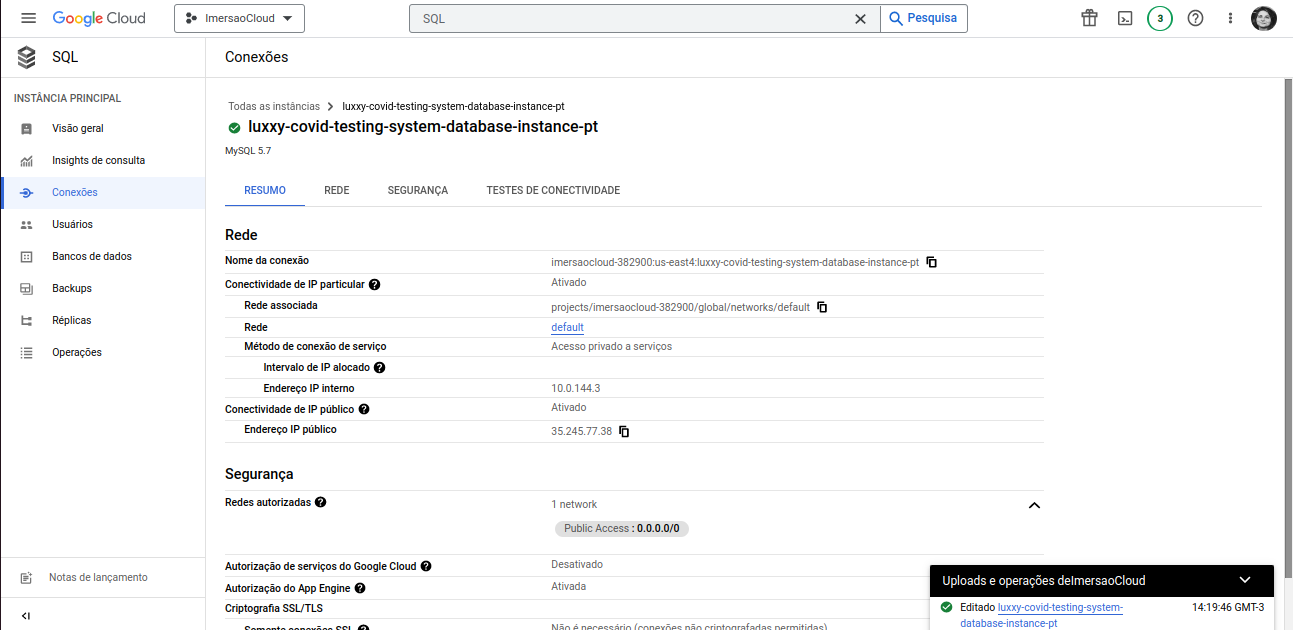 Google Cloud
ImersaoCloud
SQL
Pesquisa
3
SQL
Conexões
INSTÂNCIA PRINCIPAL
Visão geral
Insights de consulta
Conexões
Usuários
Bancos de dados
Backups
Réplicas
Operações
Notas de lançamento
Todas as instâncias
luxxy-covid-testing-system-database-instance-pt
luxxy-covid-testing-system-database-instance-pt
MySQL 5.7
RESUMO
REDE
SEGURANÇA
TESTES DE CONECTIVIDADE
Rede
Nome da conexão
imersaocloud-382900:us-east4:luxxy-covid-testing-system-database-instance-pt
Conectividade de IP particular
Ativado
Rede associada
projects/imersaocloud-382900/global/networks/default
Rede
default
Método de conexão de serviço
Acesso privado a serviços
Intervalo de IP alocado
Endereço IP interno
10.0.144.3
Conectividade de IP público
Ativado
Endereço IP público
35.245.77.38
Segurança
Redes autorizadas
1 network
Public Access : 0.0.0.0/0
Autorização de serviços do Google Cloud
Desativado
Autorização do App Engine
Ativada
Criptografia SSL/TLS
Somente conexões SSL
Não é necessário (conexões não criptografadas permitidas)
Uploads e operações deImersaoCloud
Editado luxxy-covid-testing-system-
database-instance-pt
14:19:46 GMT-3